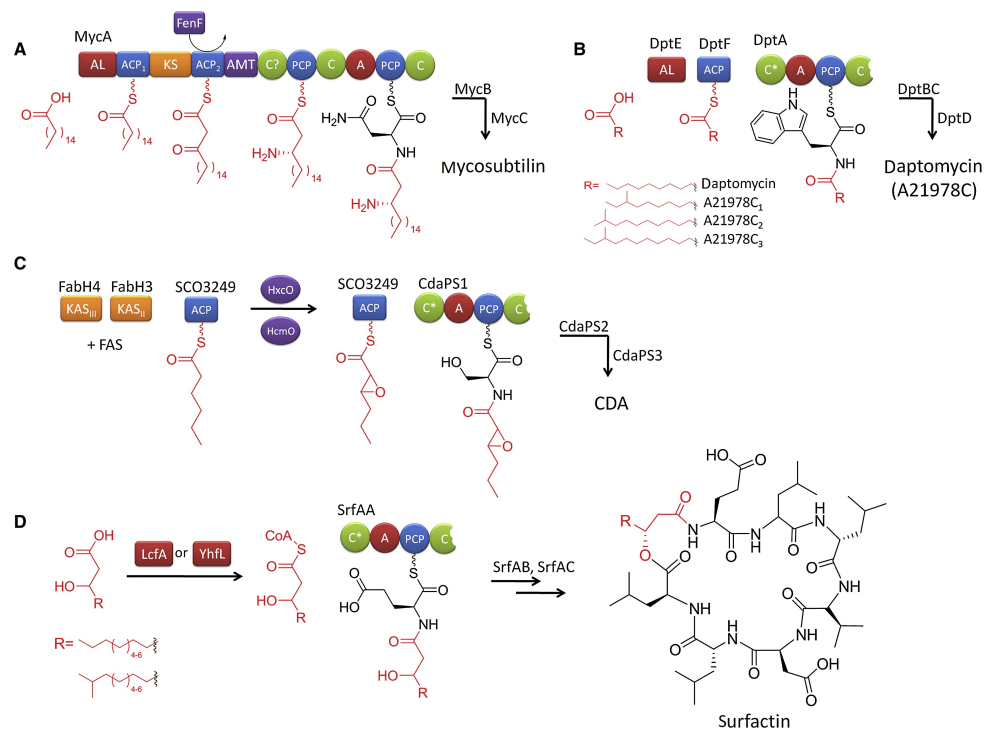 A
MycA
FenF
AL ACP1 KS ACP2 AMT C? PCP C A PCP C
O OH 14
O S 14
O S O 14
O S H2N 14
H2N O S O NH O H2N 14
MycB
MycC
Mycosubtilin
B
DptE DptF DptA
AL ACP C* A PCP C
O OH R
S O R
H N S O NH O R
DptBC
DptD
Daptomycin
(A21978C)
R= Daptomycin
A21978C1
A21978C2
A21978C3
C
FabH4 FabH3 SCO3249
KASIII KASII ACP
+ FAS
S O
HxcO
HcmO
SCO3249 CdaPS1
ACP C* A PCP C
S O O
S O HO NH O O
CdaPS2
CdaPS3
CDA
D
OH O HO R
LcfA or YhfL
CoA S O HO R
SrfAA
C* A PCP C
S O O HO NH O HO R
R= 4-6
4-6
SrfAB, SrfAC
HO O
R O O N H O N H O H N O
O NH O
NH O H N O N H O NH
O OH
Surfactin